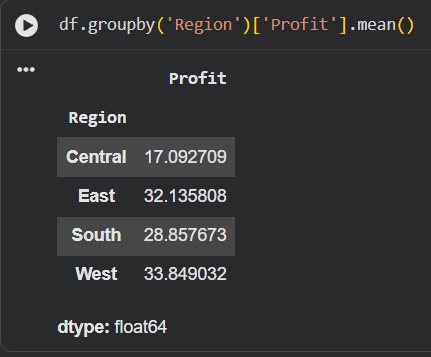 df.groupby('Region')['Profit'].mean()
Profit
Region
Central 17.092709
East 32.135808
South 28.857673
West 33.849032
dtype: float64